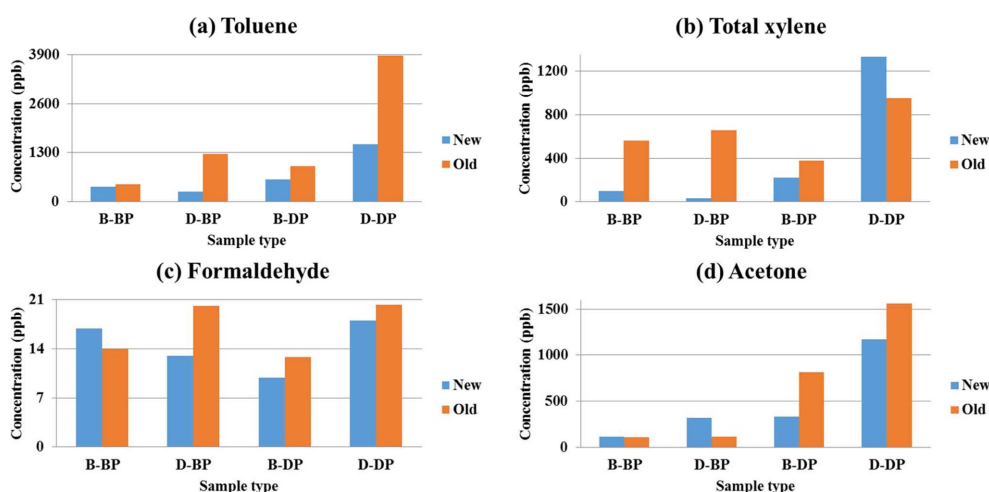 (a) Toluene
Concentration (ppb)
3900
2600
1300
0
B-BP D-BP B-DP D-DP
Sample type
New
Old
(b) Total xylene
Concentration (ppb)
1200
800
400
0
B-BP D-BP B-DP D-DP
Sample type
New
Old
(c) Formaldehyde
Concentration (ppb)
21
14
7
0
B-BP D-BP B-DP D-DP
Sample type
New
Old
(d) Acetone
Concentration (ppb)
1500
1000
500
0
B-BP D-BP B-DP D-DP
Sample type
New
Old